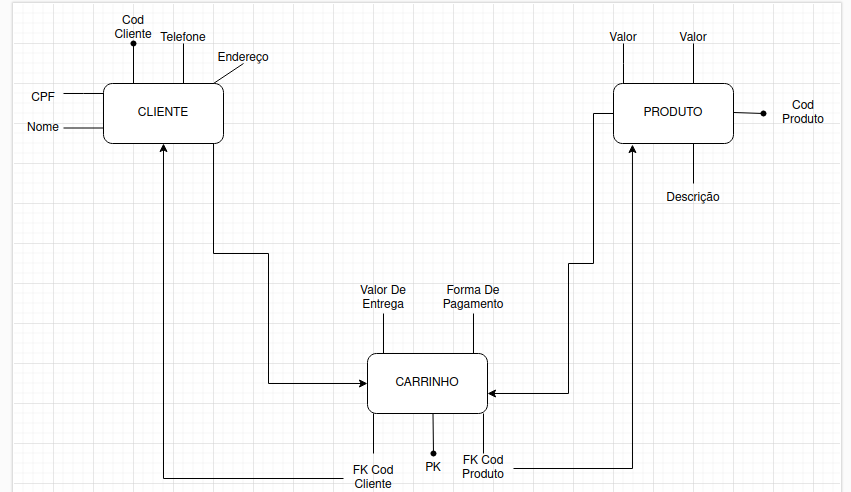 Cod
Cliente
Telefone
Endereço
CPF
Nome
CLIENTE
Valor
Valor
PRODUTO
Cod
Produto
Descrição
Valor De
Entrega
Forma De
Pagamento
CARRINHO
FK Cod
Cliente
PK
FK Cod
Produto